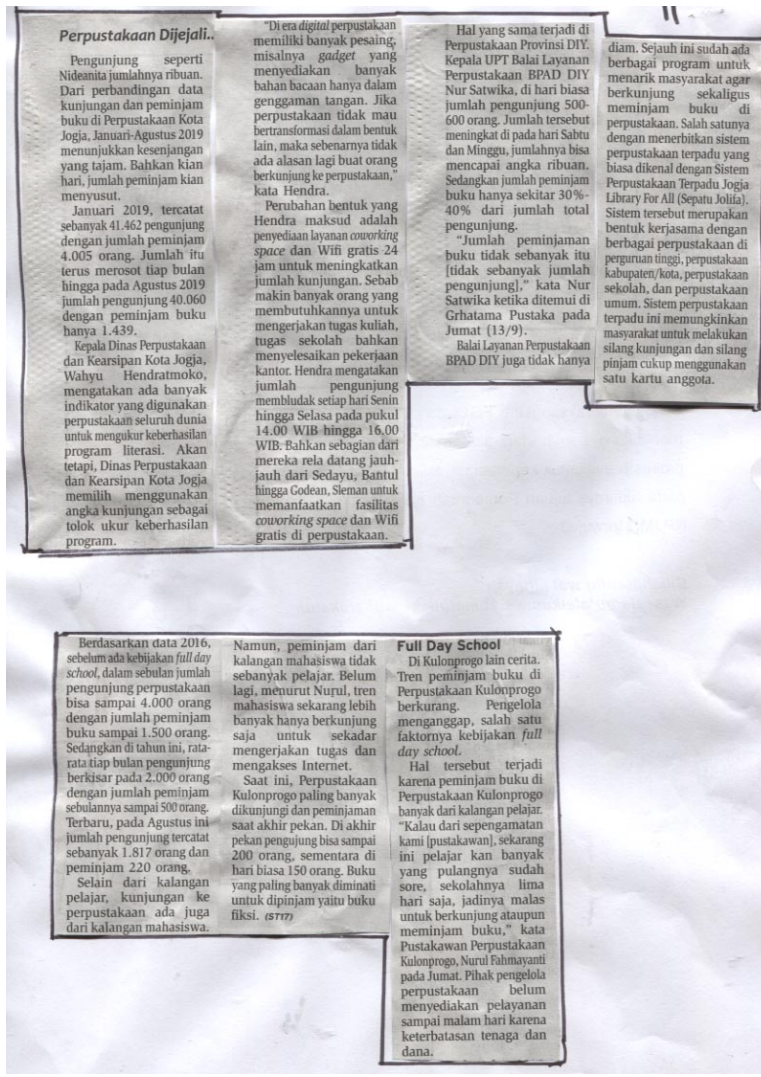 Perpustakaan Dijejali..
Pengunjung seperti
Nideanita jumlahnya ribuan.
Dari perbandingan data
kunjungan dan peminjam
buku di Perpustakaan Kota
Jogja, Januari-Agustus 2019
menunjukkan kesenjangan
yang tajam. Bahkan kian
hari, jumlah peminjam kian
menyusut.
Januari 2019, tercatat
sebanyak 41.462 pengunjung
dengan jumlah peminjam
4.005 orang. Jumlah itu
terus merosot tiap bulan
hingga pada Agustus 2019
jumlah pengunjung 40.060
dengan peminjam buku
hanya 1.439.
Kepala Dinas Perpustakaan
dan Kearsipan Kota Jogja,
Wahyu Hendratmoko,
mengatakan ada banyak
indikator yang digunakan
perpustakaan seluruh dunia
untuk mengukur keberhasilan
program literasi. Akan
tetapi, Dinas Perpustakaan
dan Kearsipan Kota Jogja
memilih menggunakan
angka kunjungan sebagai
tolok ukur keberhasilan
program.
"Di era digital perpustakaan
memiliki banyak pesaing,
misalnya gadget yang
menyediakan banyak
bahan bacaan hanya dalam
genggaman tangan. Jika
perpustakaan tidak mau
bertransformasi dalam bentuk
lain, maka sebenarnya tidak
ada alasan lagi buat orang
berkunjung ke perpustakaan,"
kata Hendra.
Perubahan bentuk yang
Hendra maksud adalah
penyediaan layanan coworking
space dan Wifi gratis 24
jam untuk meningkatkan
jumlah kunjungan. Sebab
makin banyak orang yang
membutuhkannya untuk
mengerjakan tugas kuliah,
tugas sekolah bahkan
menyelesaikan pekerjaan
kantor. Hendra mengatakan
jumlah pengunjung
membludak setiap hari Senin
hingga Selasa pada pukul
14.00 WIB hingga 16.00
WIB. Bahkan sebagian dari
mereka rela datang jauh-
jauh dari Sedayu, Bantul
hingga Godean, Sleman untuk
memanfaatkan fasilitas
coworking space dan Wifi
gratis di perpustakaan.
Hal yang sama terjadi di
Perpustakaan Provinsi DIY.
Kepala UPT Balai Layanan
Perpustakaan BPAD DIY
Nur Satwika, di hari biasa
jumlah pengunjung 500-
600 orang. Jumlah tersebut
meningkat di pada hari Sabtu
dan Minggu, jumlahnya bisa
mencapai angka ribuan.
Sedangkan jumlah peminjam
buku hanya sekitar 30%-
40% dari jumlah total
pengunjung.
"Jumlah peminjaman
buku tidak sebanyak itu
[tidak sebanyak jumlah
pengunjung]," kata Nur
Satwika ketika ditemui di
Grhatama Pustaka pada
Jumat (13/9).
Balai Layanan Perpustakaan
BPAD DIY juga tidak hanya
diam. Sejauh ini sudah ada
berbagai program untuk
menarik masyarakat agar
berkunjung sekaligus
meminjam buku di
perpustakaan. Salah satunya
dengan menerbitkan sistem
perpustakaan terpadu yang
biasa dikenal dengan Sistem
Perpustakaan Terpadu Jogja
Library For All (Sepatu Jolifa).
Sistem tersebut merupakan
bentuk kerjasama dengan
berbagai perpustakaan di
perguruan tinggi, perpustakaan
kabupaten/kota, perpustakaan
sekolah, dan perpustakaan
umum. Sistem perpustakaan
terpadu ini memungkinkan
masyarakat untuk melakukan
silang kunjungan dan silang
pinjam cukup menggunakan
satu kartu anggota.
Berdasarkan data 2016,
sebelum ada kebijakan full day
school, dalam sebulan jumlah
pengunjung perpustakaan
bisa sampai 4.000 orang
dengan jumlah peminjam
buku sampai 1.500 orang.
Sedangkan di tahun ini, rata-
rata tiap bulan pengunjung
berkisar pada 2.000 orang
dengan jumlah peminjam
sebulannya sampai 500 orang.
Terbaru, pada Agustus ini
jumlah pengunjung tercatat
sebanyak 1.817 orang dan
peminjam 220 orang.
Selain dari kalangan
pelajar, kunjungan ke
perpustakaan ada juga
dari kalangan mahasiswa.
Namun, peminjam dari
kalangan mahasiswa tidak
sebanyak pelajar. Belum
lagi, menurut Nurul, tren
mahasiswa sekarang lebih
banyak hanya berkunjung
saja untuk sekadar
mengerjakan tugas dan
mengakses Internet.
Saat ini, Perpustakaan
Kulonprogo paling banyak
dikunjungi dan peminjaman
saat akhir pekan. Di akhir
pekan pengujung bisa sampai
200 orang, sementara di
hari biasa 150 orang. Buku
yang paling banyak diminati
untuk dipinjam yaitu buku
fiksi. (ST17)
Full Day School
Di Kulonprogo lain cerita.
Tren peminjam buku di
Perpustakaan Kulonprogo
berkurang. Pengelola
menganggap, salah satu
faktornya kebijakan full
day school.
Hal tersebut terjadi
karena peminjam buku di
Perpustakaan Kulonprogo
banyak dari kalangan pelajar.
"Kalau dari sepengamatan
kami [pustakawan], sekarang
ini pelajar kan banyak
yang pulangnya sudah
sore, sekolahnya lima
hari saja, jadinya malas
untuk berkunjung ataupun
meminjam buku," kata
Pustakawan Perpustakaan
Kulonprogo, Nurul Fahmayanti
pada Jumat. Pihak pengelola
perpustakaan belum
menyediakan pelayanan
sampai malam hari karena
keterbatasan tenaga dan
dana.